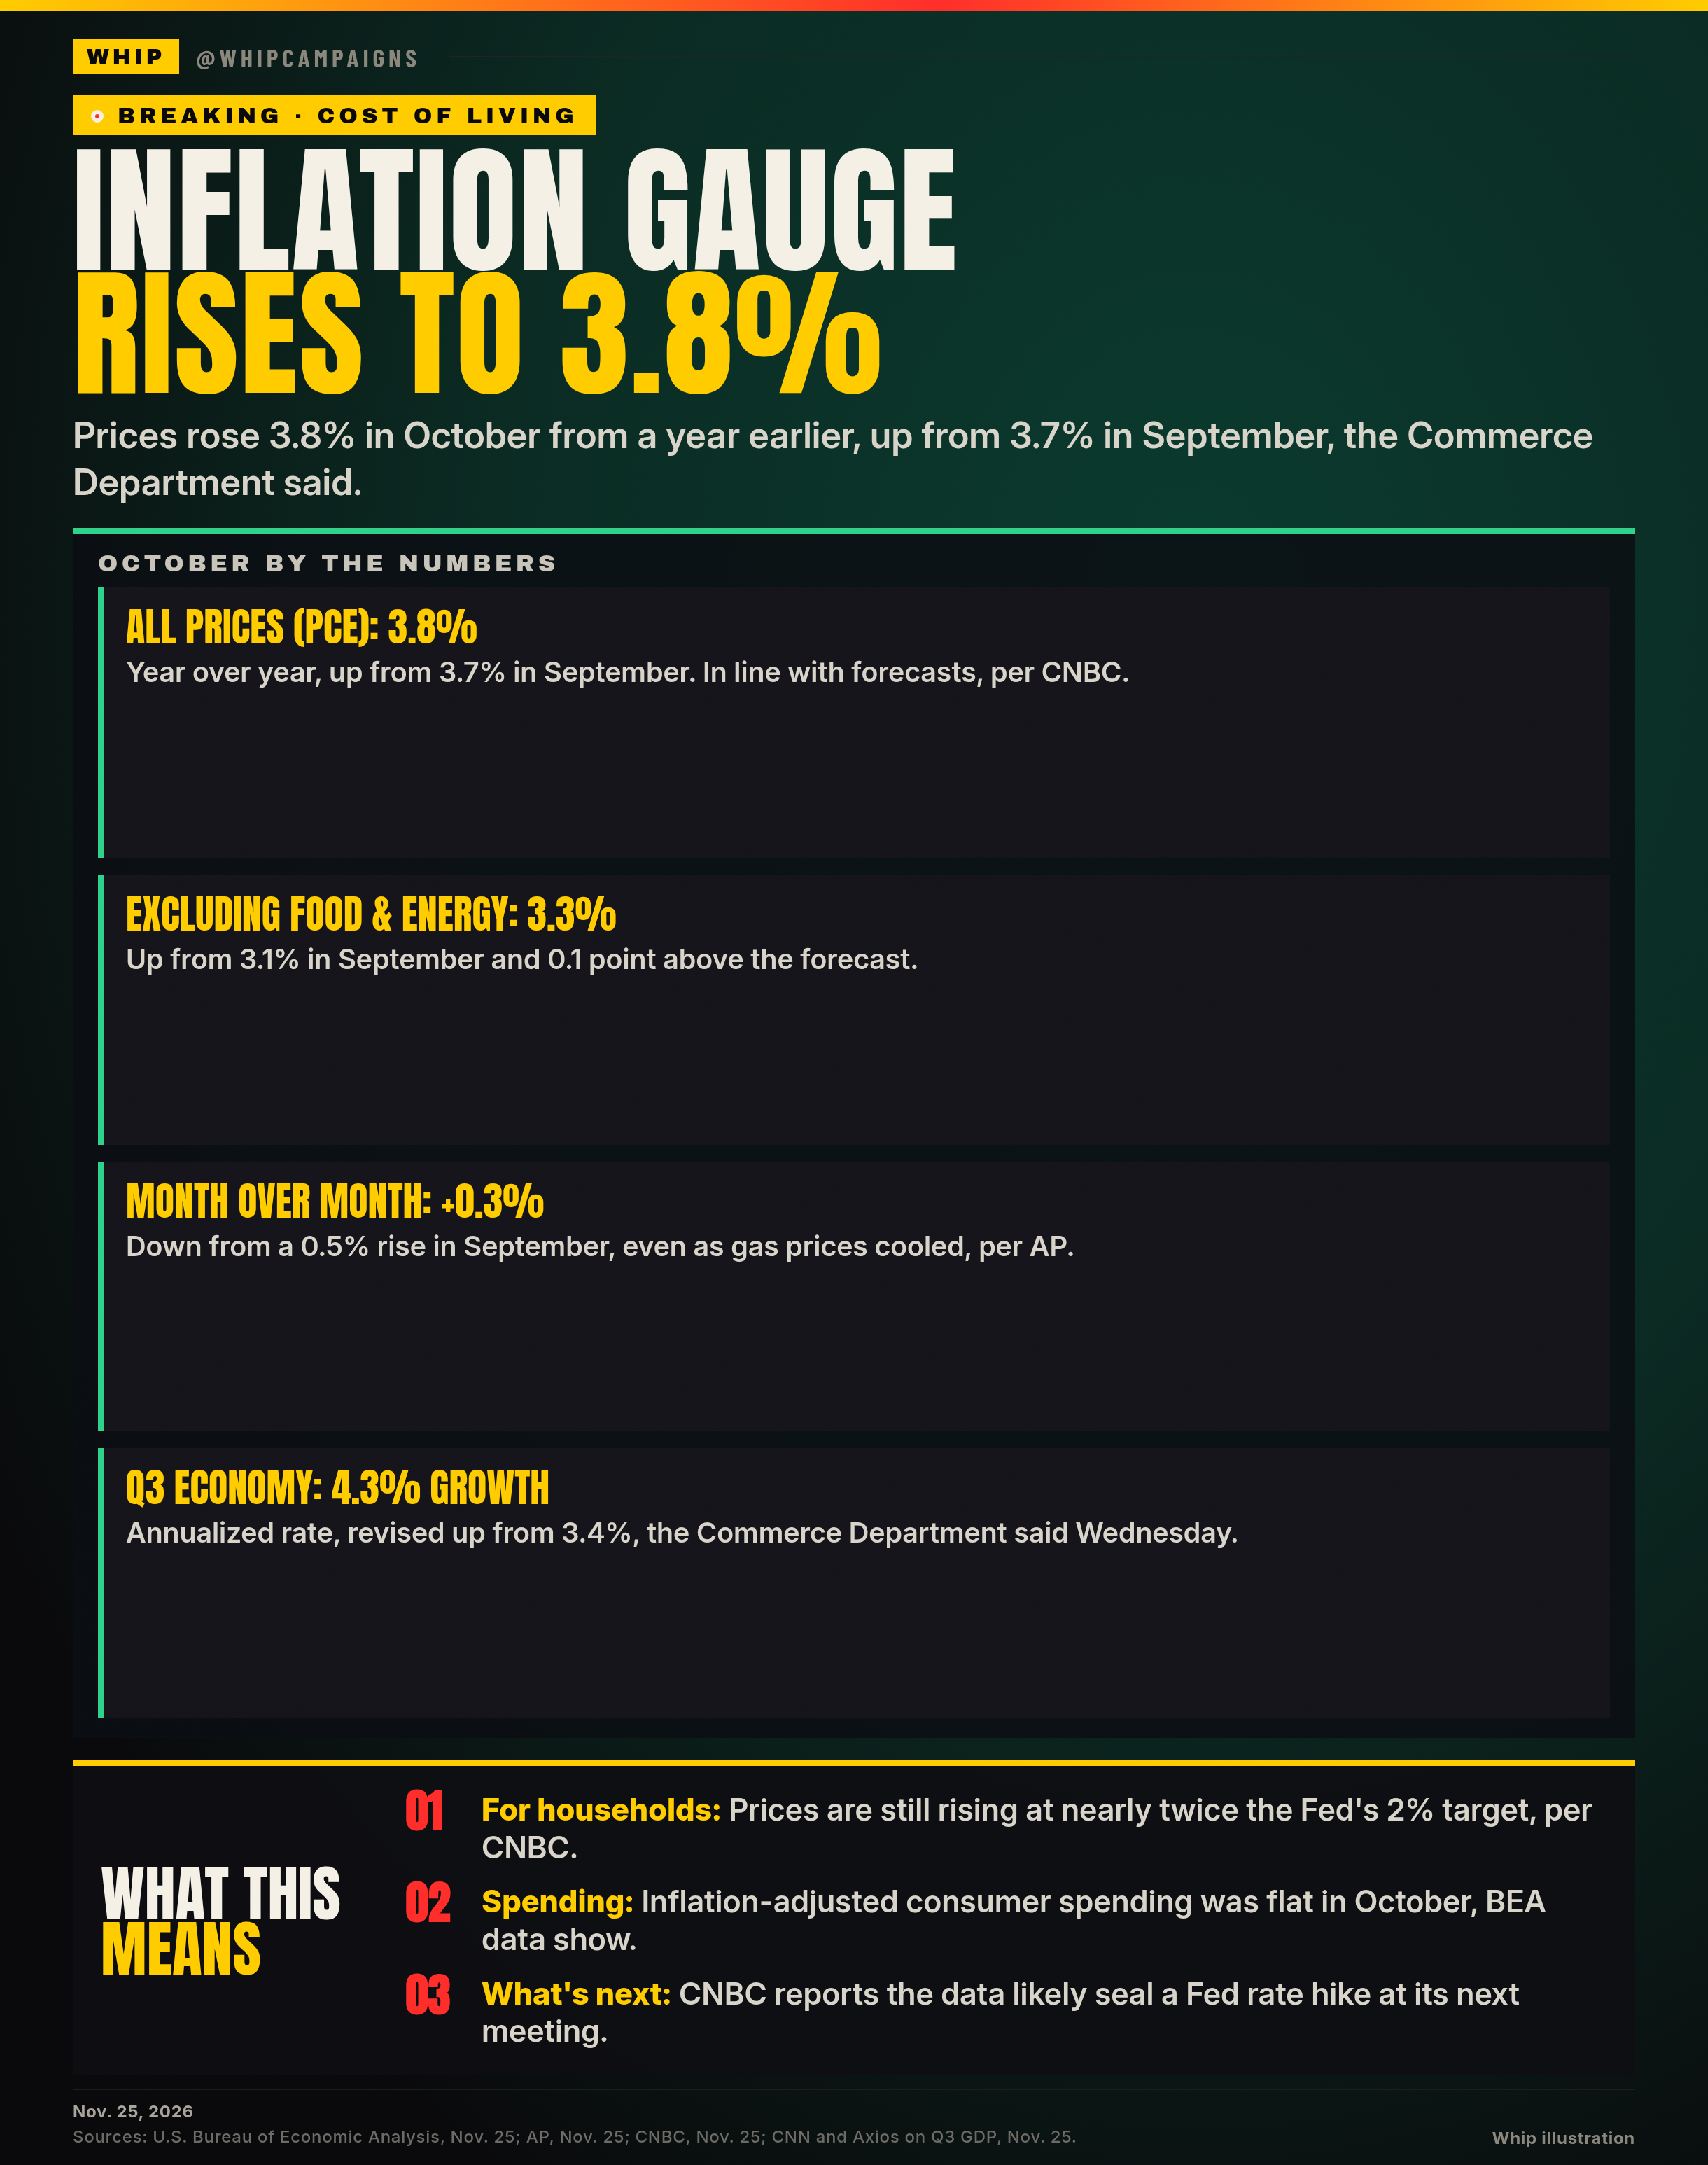 WHIP @WHIPCAMPAIGNS
BREAKING · COST OF LIVING
INFLATION GAUGE
RISES TO 3.8%
Prices rose 3.8% in October from a year earlier, up from 3.7% in September, the Commerce
Department said.
OCTOBER BY THE NUMBERS
ALL PRICES (PCE): 3.8%
Year over year, up from 3.7% in September. In line with forecasts, per CNBC.
EXCLUDING FOOD & ENERGY: 3.3%
Up from 3.1% in September and 0.1 point above the forecast.
MONTH OVER MONTH: +0.3%
Down from a 0.5% rise in September, even as gas prices cooled, per AP.
Q3 ECONOMY: 4.3% GROWTH
Annualized rate, revised up from 3.4%, the Commerce Department said Wednesday.
WHAT THIS
MEANS
01 For households: Prices are still rising at nearly twice the Fed's 2% target, per
CNBC.
02 Spending: Inflation-adjusted consumer spending was flat in October, BEA
data show.
03 What's next: CNBC reports the data likely seal a Fed rate hike at its next
meeting.
Nov. 25, 2026
Sources: U.S. Bureau of Economic Analysis, Nov. 25; AP, Nov. 25; CNBC, Nov. 25; CNN and Axios on Q3 GDP, Nov. 25.
Whip illustration